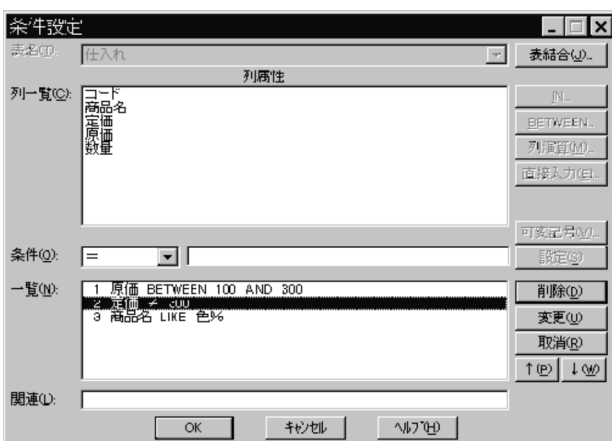 条件設定
表名(T): 仕入れ 表結合(J)..
列属性
列一覧(C): コード
商品名
定価
原価
数量
IN...
BETWEEN..
列演算(M)..
直接入力(E)..
可変記号(V)..
条件(O): = 設定(S)
一覧(N): 1 原価 BETWEEN 100 AND 300
2 定価 ≠ 300
3 商品名 LIKE 色%
削除(D)
変更(U)
取消(R)
↑(P) ↓(W)
関連(L):
OK キャンセル ヘルプ(H)